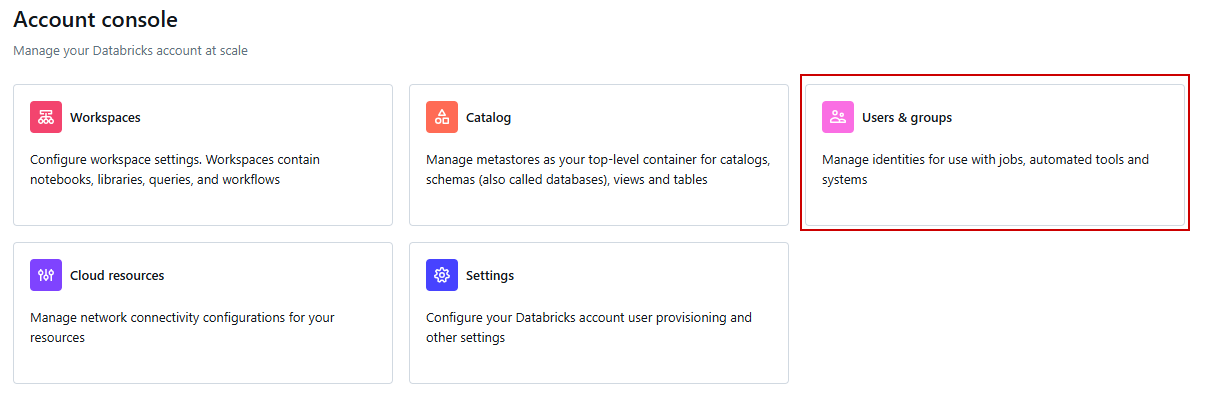 Account console
Manage your Databricks account at scale
Workspaces
Configure workspace settings. Workspaces contain
notebooks, libraries, queries, and workflows
Catalog
Manage metastores as your top-level container for catalogs,
schemas (also called databases), views and tables
Users & groups
Manage identities for use with jobs, automated tools and
systems
Cloud resources
Manage network connectivity configurations for your
resources
Settings
Configure your Databricks account user provisioning and
other settings